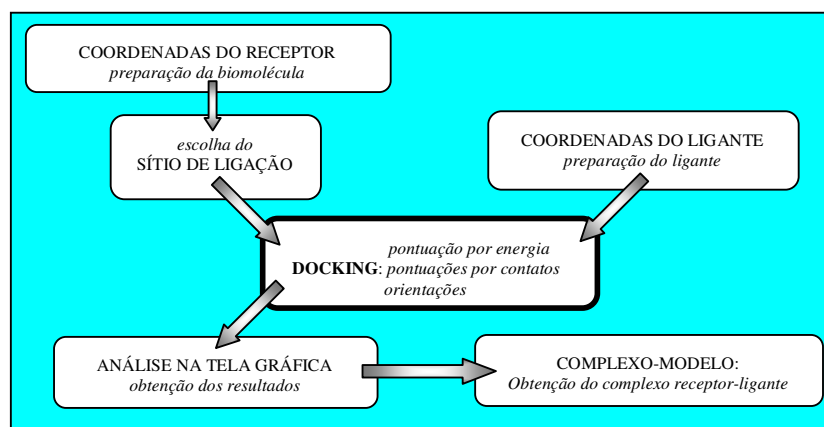 COORDENADAS DO RECEPTOR
preparação da biomolécula
escolha do
SÍTIO DE LIGAÇÃO
COORDENADAS DO LIGANTE
preparação do ligante
pontuação por energia
DOCKING: pontuações por contatos
orientações
ANÁLISE NA TELA GRÁFICA
obtenção dos resultados
COMPLEXO-MODELO:
Obtenção do complexo receptor-ligante